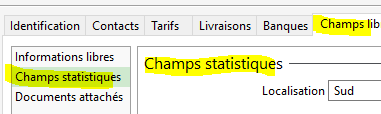 Identification Contacts Tarifs Livraisons Banques Champs lib
Informations libres
Champs statistiques
Documents attachés
Champs statistiques
Localisation Sud